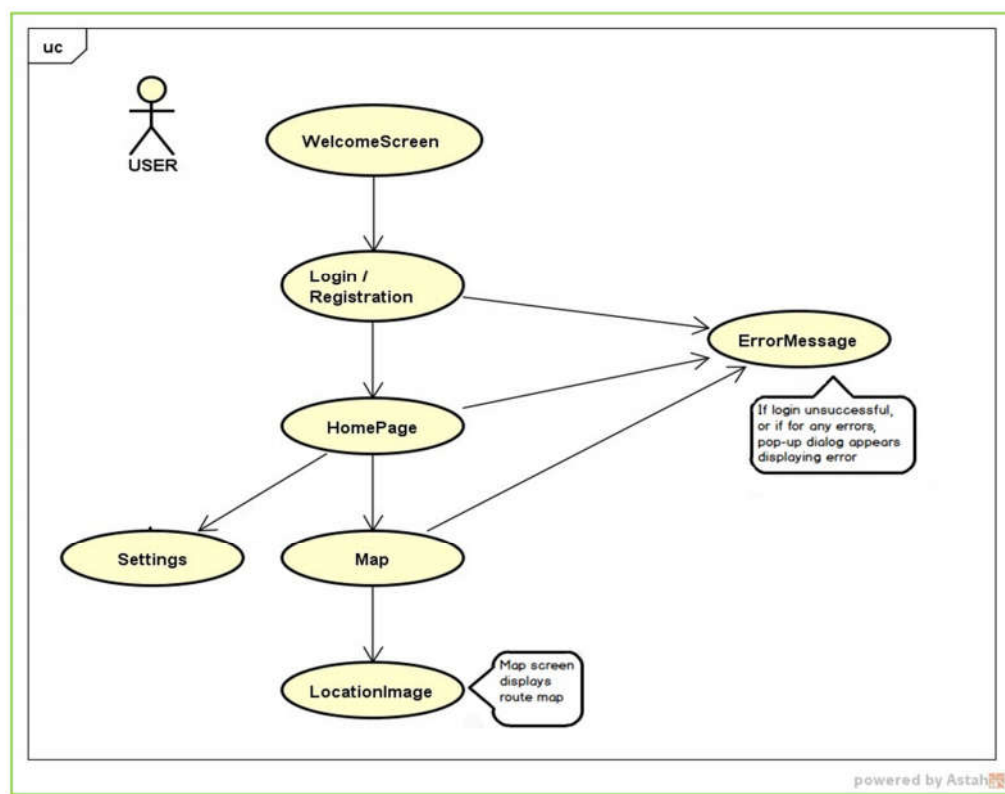 uc
USER
WelcomeScreen
Login /
Registration
ErrorMessage
If login unsuccessful,
or if for any errors,
pop-up dialog appears
displaying error
HomePage
Settings
Map
LocationImage
Map screen
displays
route map
powered by Astah